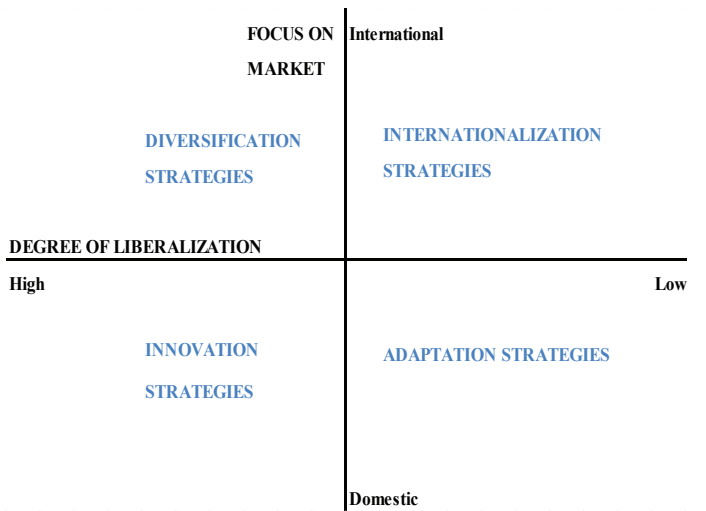 FOCUS ON International
MARKET
DIVERSIFICATION
STRATEGIES
INTERNATIONALIZATION
STRATEGIES
DEGREE OF LIBERALIZATION
High
Low
INNOVATION
STRATEGIES
ADAPTATION STRATEGIES
Domestic